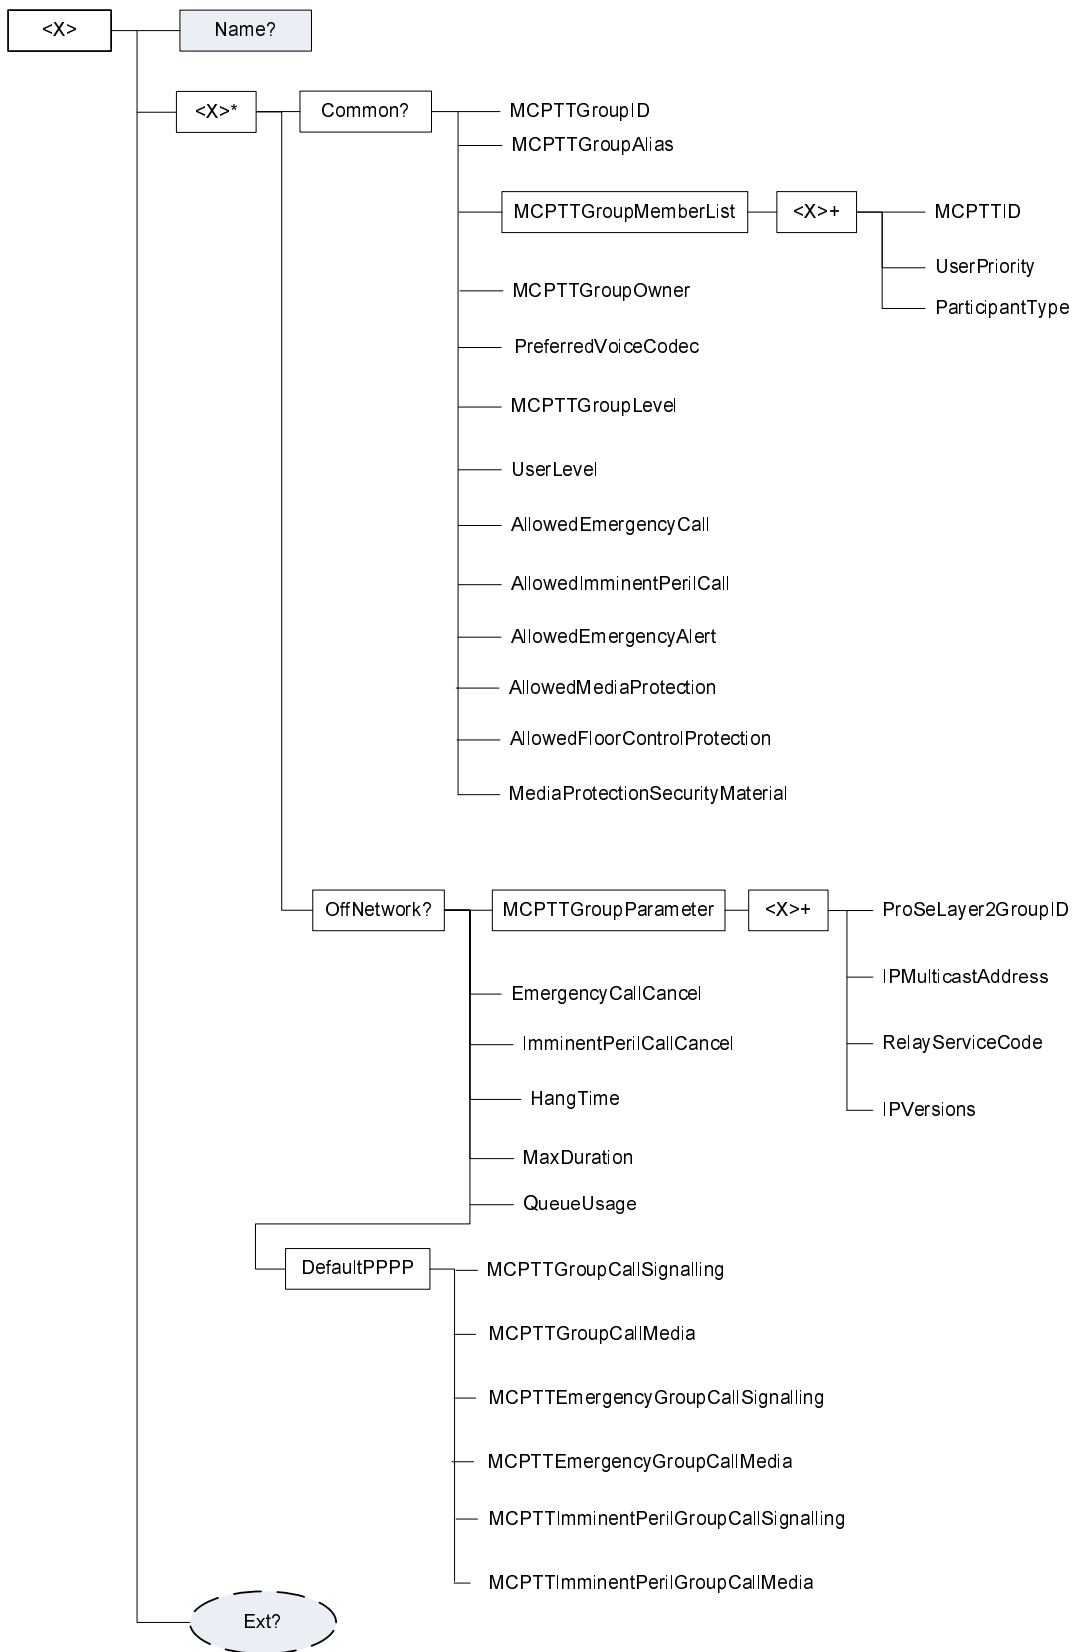 <X>
Name?
<X>*
Common?
MCPTTGroupID
MCPTTGroupAlias
MCPTTGroupMemberList
<X>+
MCPTTID
UserPriority
ParticipantType
MCPTTGroupOwner
PreferredVoiceCodec
MCPTTGroupLevel
UserLevel
AllowedEmergencyCall
AllowedImminentPerilCall
AllowedEmergencyAlert
AllowedMediaProtection
AllowedFloorControlProtection
MediaProtectionSecurityMaterial
OffNetwork?
MCPTTGroupParameter
<X>+
ProSeLayer2GroupID
IPMulticastAddress
RelayServiceCode
IPVersions
EmergencyCallCancel
ImminentPerilCallCancel
HangTime
MaxDuration
QueueUsage
DefaultPPPP
MCPTTGroupCallSignalling
MCPTTGroupCallMedia
MCPTTEmergencyGroupCallSignalling
MCPTTEmergencyGroupCallMedia
MCPTTImminentPerilGroupCallSignalling
MCPTTImminentPerilGroupCallMedia
Ext?